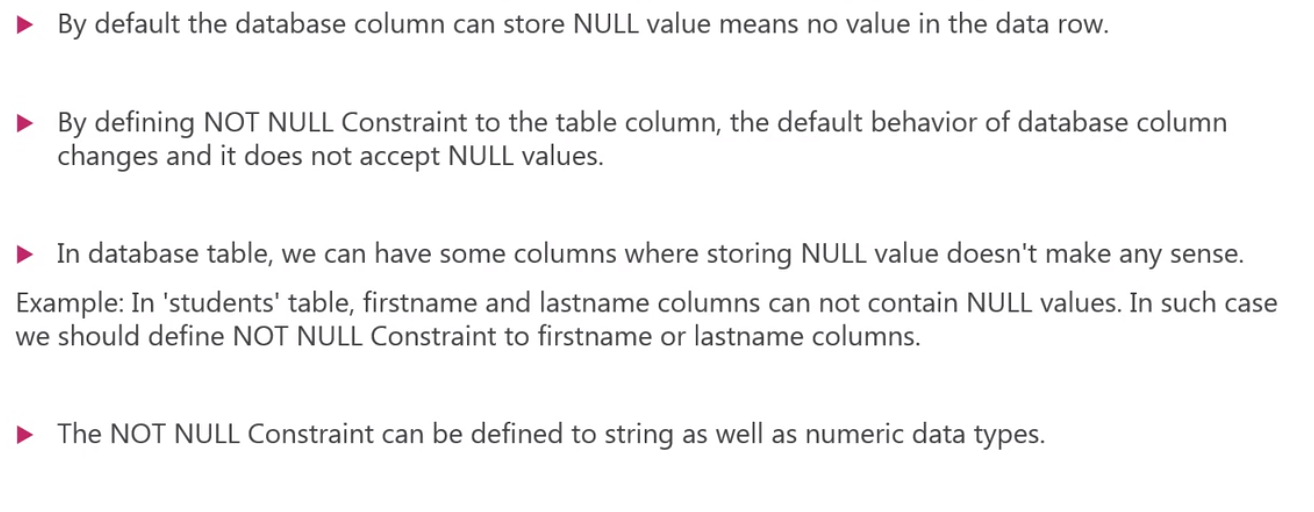 By default the database column can store NULL value means no value in the data row.
By defining NOT NULL Constraint to the table column, the default behavior of database column
changes and it does not accept NULL values.
In database table, we can have some columns where storing NULL value doesn't make any sense.
Example: In 'students' table, firstname and lastname columns can not contain NULL values. In such case
we should define NOT NULL Constraint to firstname or lastname columns.
The NOT NULL Constraint can be defined to string as well as numeric data types.